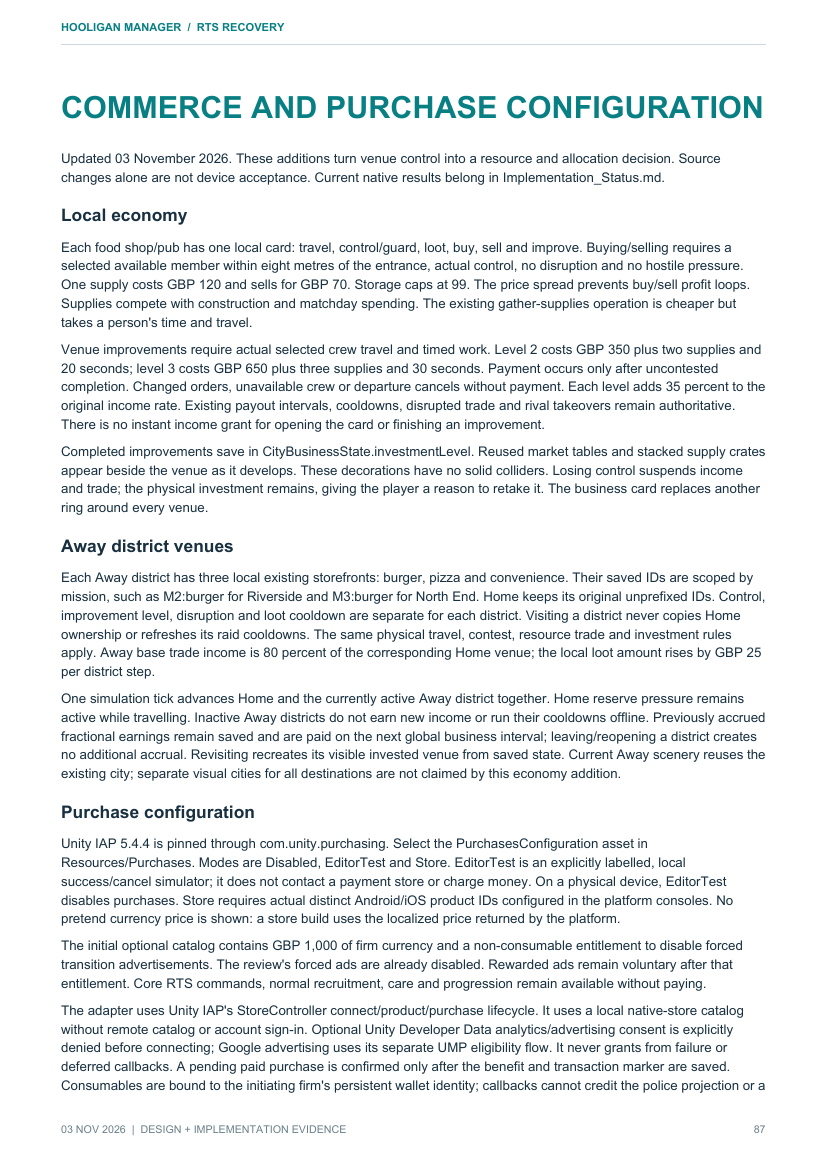 HOOLIGAN MANAGER / RTS RECOVERY
COMMERCE AND PURCHASE CONFIGURATION
Updated 03 November 2026. These additions turn venue control into a resource and allocation decision. Source
changes alone are not device acceptance. Current native results belong in Implementation_Status.md.
Local economy
Each food shop/pub has one local card: travel, control/guard, loot, buy, sell and improve. Buying/selling requires a
selected available member within eight metres of the entrance, actual control, no disruption and no hostile pressure.
One supply costs GBP 120 and sells for GBP 70. Storage caps at 99. The price spread prevents buy/sell profit loops.
Supplies compete with construction and matchday spending. The existing gather-supplies operation is cheaper but
takes a person's time and travel.
Venue improvements require actual selected crew travel and timed work. Level 2 costs GBP 350 plus two supplies and
20 seconds; level 3 costs GBP 650 plus three supplies and 30 seconds. Payment occurs only after uncontested
completion. Changed orders, unavailable crew or departure cancels without payment. Each level adds 35 percent to the
original income rate. Existing payout intervals, cooldowns, disrupted trade and rival takeovers remain authoritative.
There is no instant income grant for opening the card or finishing an improvement.
Completed improvements save in CityBusinessState.investmentLevel. Reused market tables and stacked supply crates
appear beside the venue as it develops. These decorations have no solid colliders. Losing control suspends income
and trade; the physical investment remains, giving the player a reason to retake it. The business card replaces another
ring around every venue.
Away district venues
Each Away district has three local existing storefronts: burger, pizza and convenience. Their saved IDs are scoped by
mission, such as M2:burger for Riverside and M3:burger for North End. Home keeps its original unprefixed IDs. Control,
improvement level, disruption and loot cooldown are separate for each district. Visiting a district never copies Home
ownership or refreshes its raid cooldowns. The same physical travel, contest, resource trade and investment rules
apply. Away base trade income is 80 percent of the corresponding Home venue; the local loot amount rises by GBP 25
per district step.
One simulation tick advances Home and the currently active Away district together. Home reserve pressure remains
active while travelling. Inactive Away districts do not earn new income or run their cooldowns offline. Previously accrued
fractional earnings remain saved and are paid on the next global business interval; leaving/reopening a district creates
no additional accrual. Revisiting recreates its visible invested venue from saved state. Current Away scenery reuses the
existing city; separate visual cities for all destinations are not claimed by this economy addition.
Purchase configuration
Unity IAP 5.4.4 is pinned through com.unity.purchasing. Select the PurchasesConfiguration asset in
Resources/Purchases. Modes are Disabled, EditorTest and Store. EditorTest is an explicitly labelled, local
success/cancel simulator; it does not contact a payment store or charge money. On a physical device, EditorTest
disables purchases. Store requires actual distinct Android/iOS product IDs configured in the platform consoles. No
pretend currency price is shown: a store build uses the localized price returned by the platform.
The initial optional catalog contains GBP 1,000 of firm currency and a non-consumable entitlement to disable forced
transition advertisements. The review's forced ads are already disabled. Rewarded ads remain voluntary after that
entitlement. Core RTS commands, normal recruitment, care and progression remain available without paying.
The adapter uses Unity IAP's StoreController connect/product/purchase lifecycle. It uses a local native-store catalog
without remote catalog or account sign-in. Optional Unity Developer Data analytics/advertising consent is explicitly
denied before connecting; Google advertising uses its separate UMP eligibility flow. It never grants from failure or
deferred callbacks. A pending paid purchase is confirmed only after the benefit and transaction marker are saved.
Consumables are bound to the initiating firm's persistent wallet identity; callbacks cannot credit the police projection or a
03 NOV 2026 | DESIGN + IMPLEMENTATION EVIDENCE
87